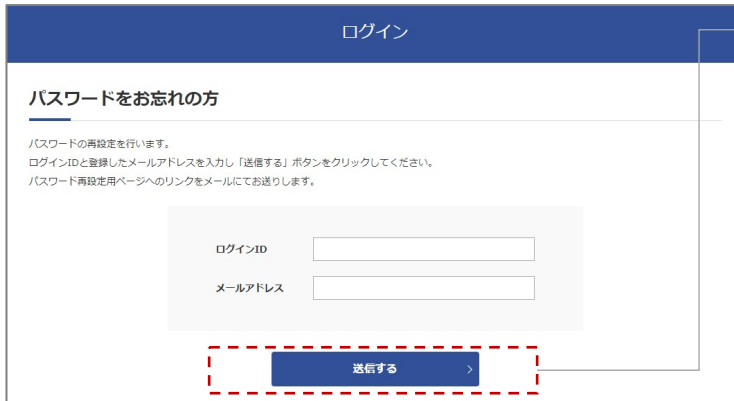 ログイン
パスワードをお忘れの方
パスワードの再設定を行います。
ログインIDと登録したメールアドレスを入力し「送信する」ボタンをクリックしてください。
パスワード再設定用ページへのリンクをメールにてお送りします。
ログインID
メールアドレス
送信する